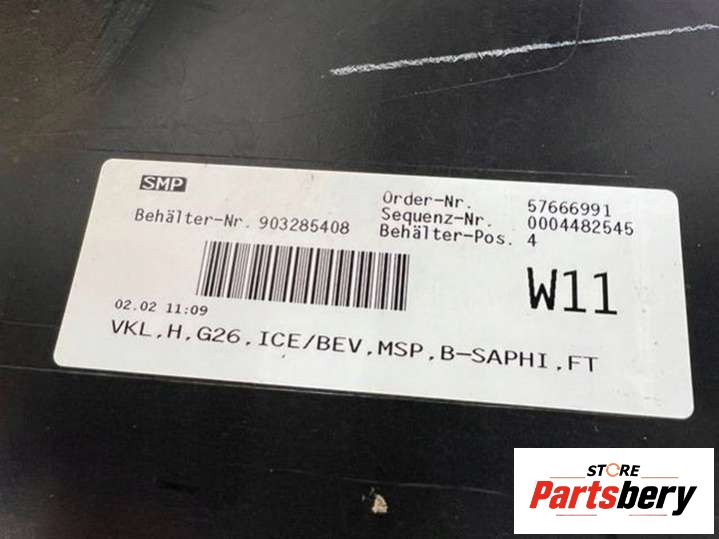 SMP
Order-Nr. 57666991
Behälter-Nr. 903285408 Sequenz-Nr. 0004482545
Behälter-Pos. 4
W11
02.02 11:09
VKL,H,G26,ICE/BEV,MSP,B-SAPHI,FT
STORE
Partsbery